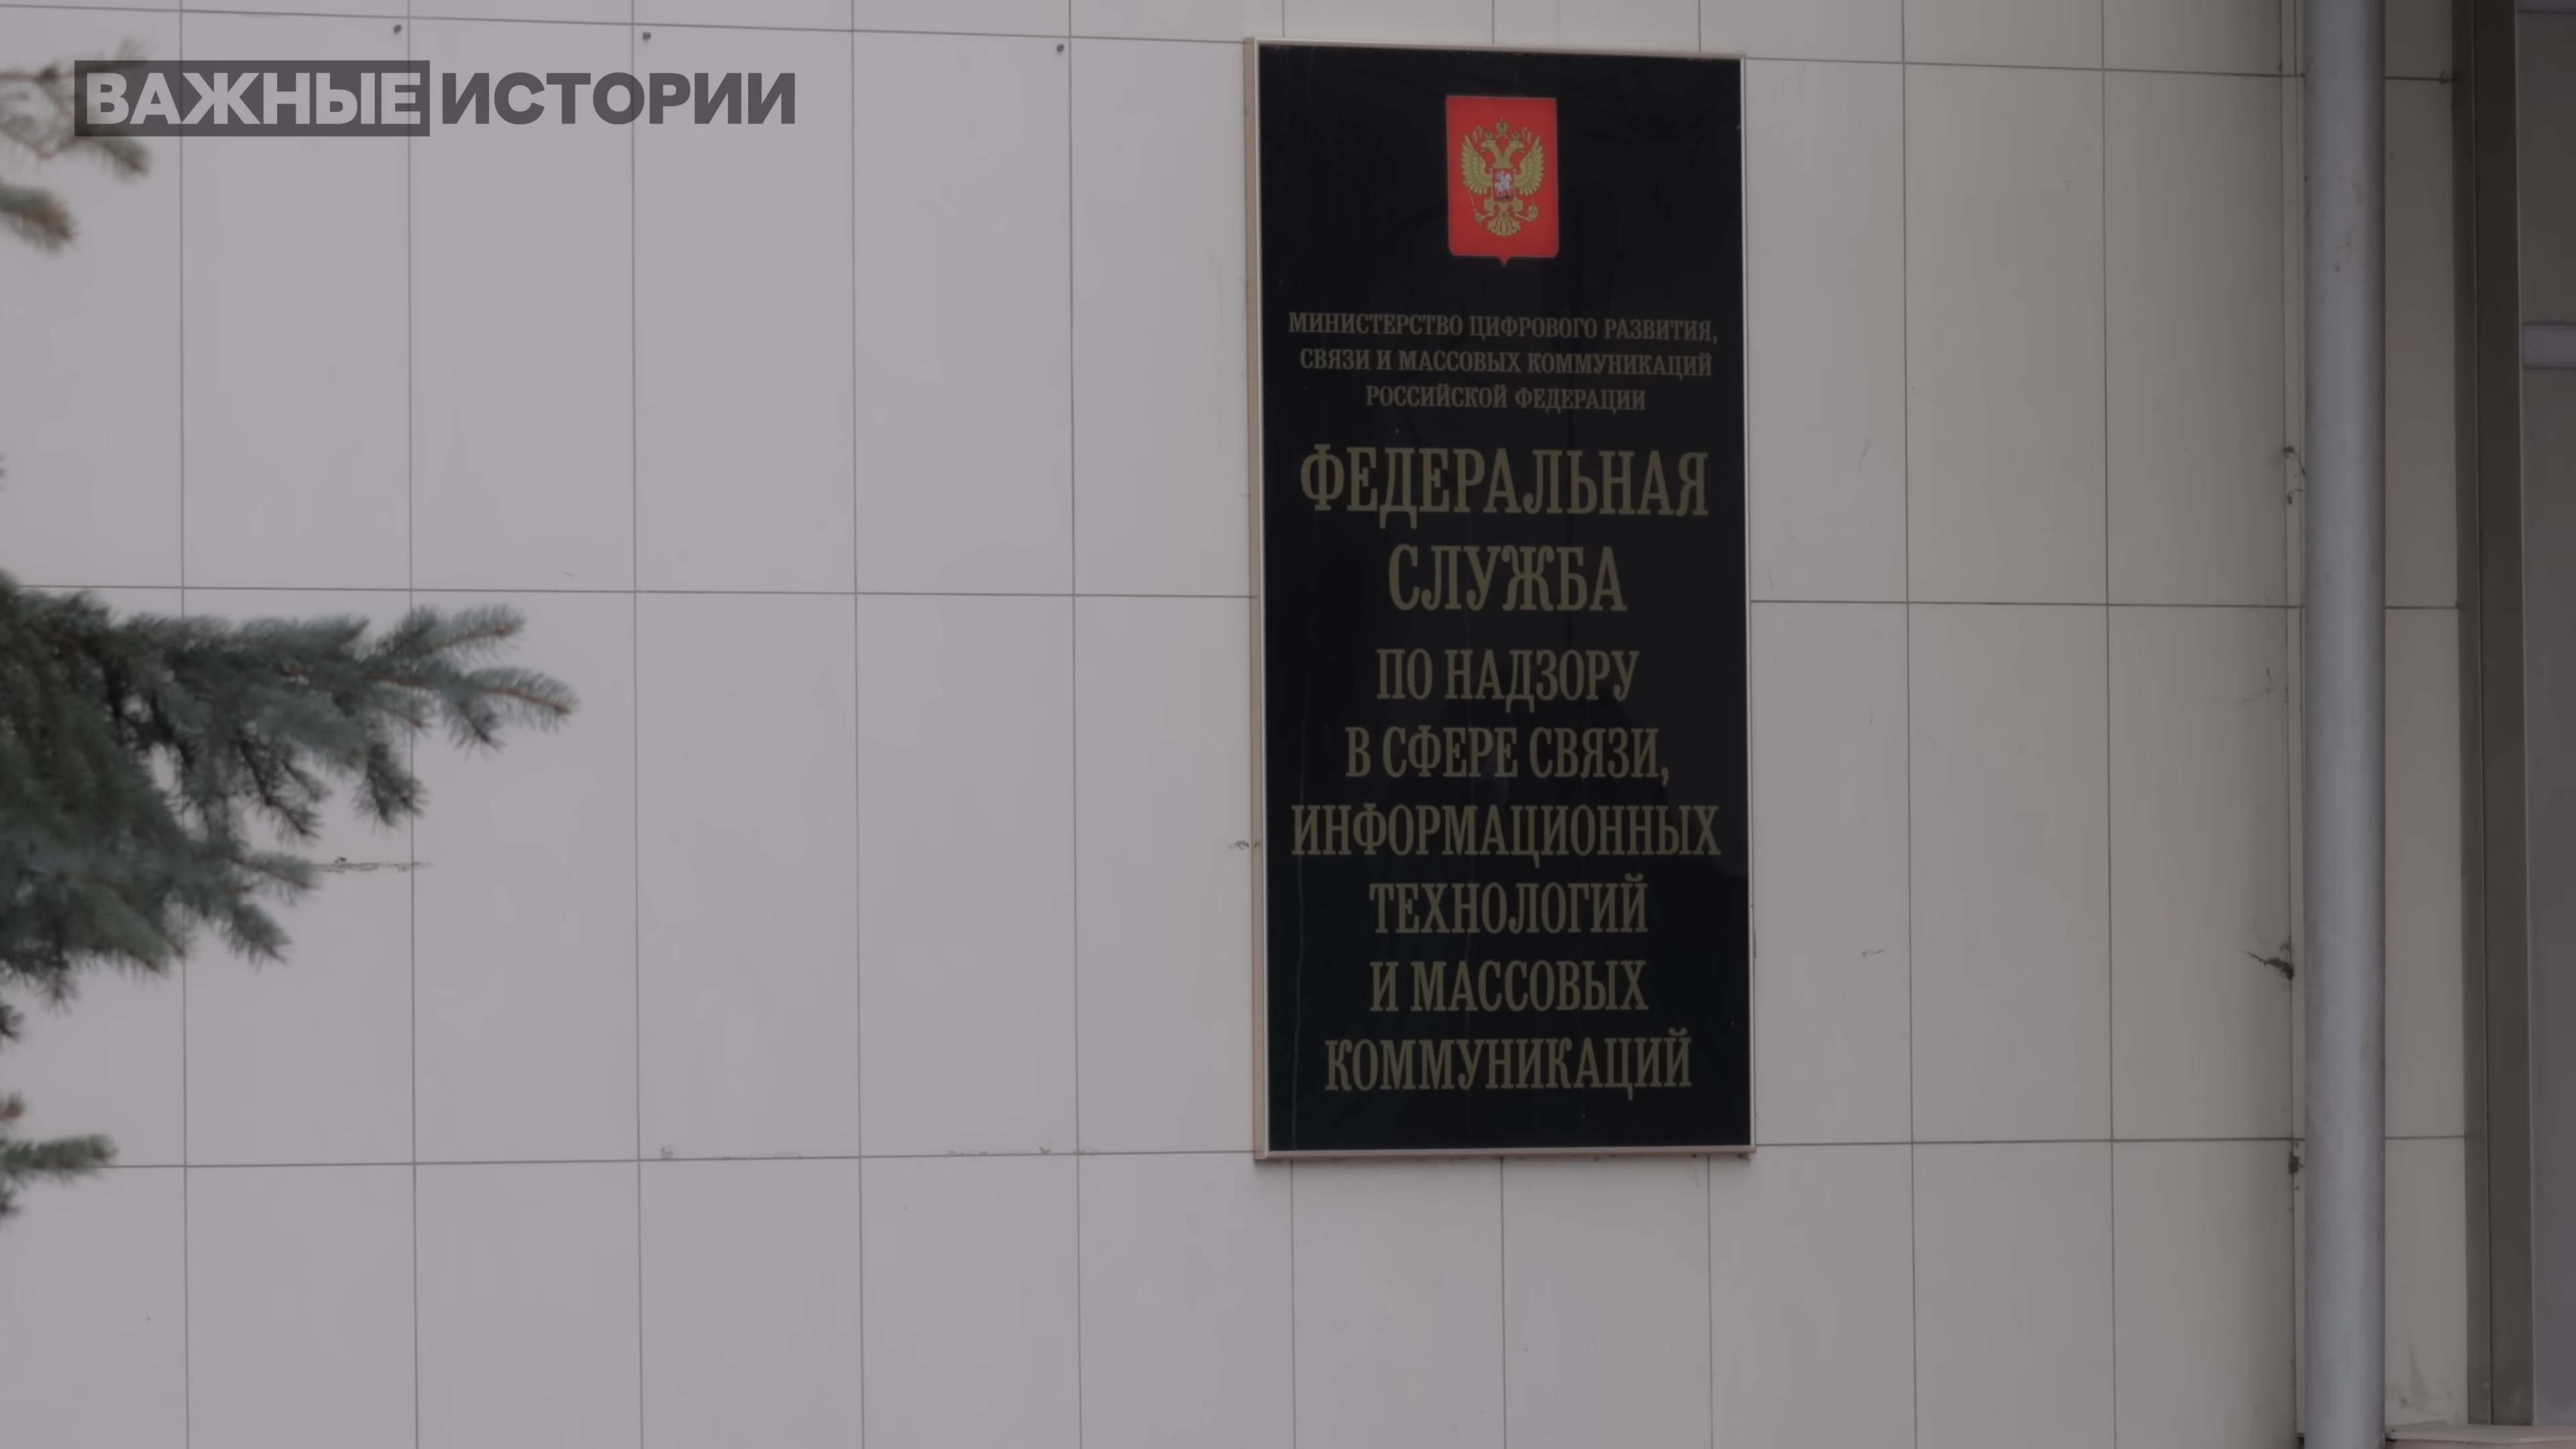 ВАЖНЫЕ ИСТОРИИ
МИНИСТЕРСТВО ЦИФРОВОГО РАЗВИТИЯ,
СВЯЗИ И МАССОВЫХ КОММУНИКАЦИЙ
РОССИЙСКОЙ ФЕДЕРАЦИИ
ФЕДЕРАЛЬНАЯ
СЛУЖБА
ПО НАДЗОРУ
В СФЕРЕ СВЯЗИ,
ИНФОРМАЦИОННЫХ
ТЕХНОЛОГИЙ
И МАССОВЫХ
КОММУНИКАЦИЙ